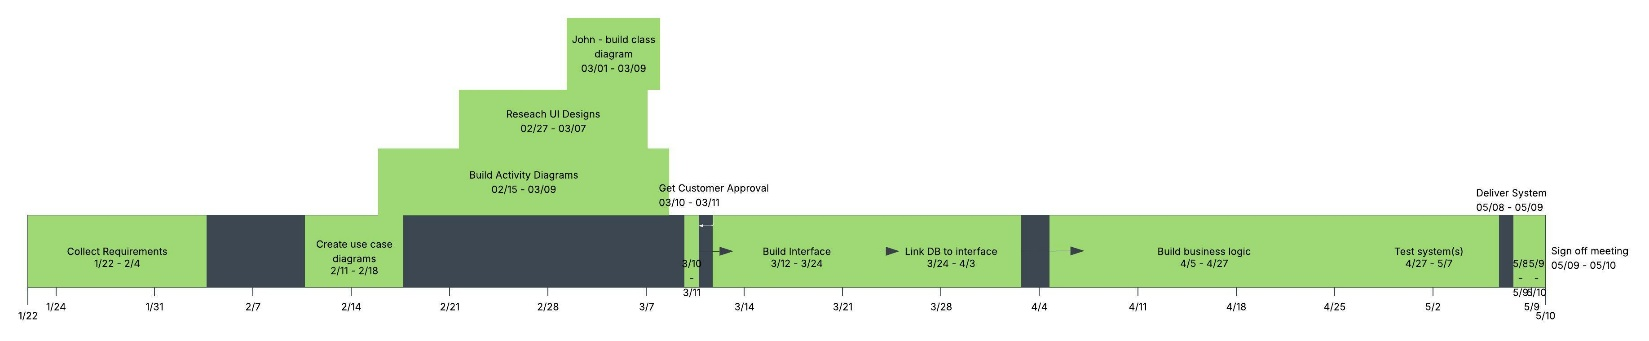 John - build class
diagram
03/01 - 03/09
Reseach UI Designs
02/27 - 03/07
Build Activity Diagrams
02/15 - 03/09
Get Customer Approval
03/10 - 03/11
Deliver System
05/08 - 05/09
Collect Requirements
1/22 - 2/4
Create use case
diagrams
2/11 - 2/18
3/10
-
3/11
Build Interface
3/12 - 3/24
Link DB to interface
3/24 - 4/3
Build business logic
4/5 - 4/27
Test system(s)
4/27 - 5/7
5/8
-
5/9
5/9
-
5/10
Sign off meeting
05/09 - 05/10
1/22
1/24
1/31
2/7
2/14
2/21
2/28
3/7
3/14
3/21
3/28
4/4
4/11
4/18
4/25
5/2
5/9
5/10